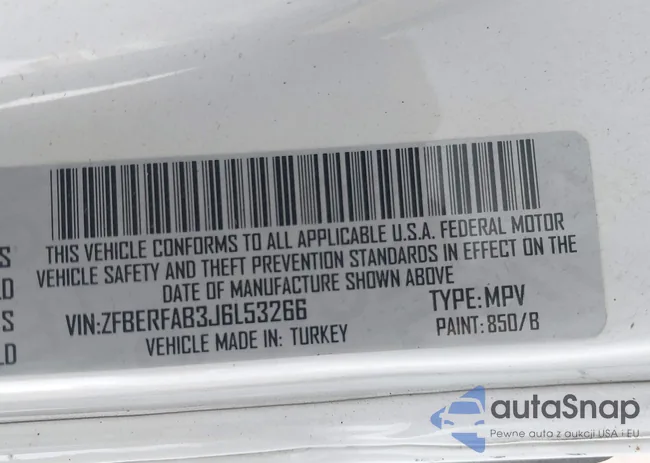 THIS VEHICLE CONFORMS TO ALL APPLICABLE U.S.A. FEDERAL MOTOR
VEHICLE SAFETY AND THEFT PREVENTION STANDARDS IN EFFECT ON THE
DATE OF MANUFACTURE SHOWN ABOVE
VIN:ZFBERFAB3J6L53266 TYPE:MPV
VEHICLE MADE IN: TURKEY PAINT: 850/B
S
LD
S
LD
autaSnap
Pewne auta z aukcji USA i EU